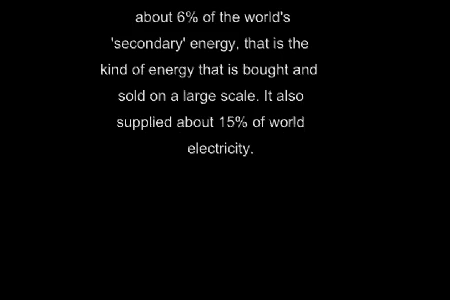 about 6% of the world's
'secondary' energy, that is the
kind of energy that is bought and
sold on a large scale. It also
supplied about 15% of world
electricity.